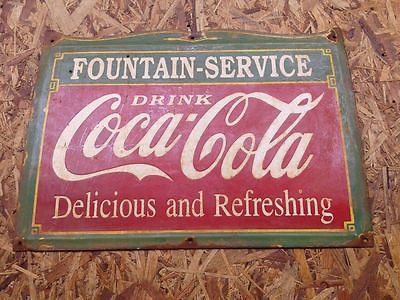 FOUNTAIN-SERVICE
DRINK
Coca-Cola
Delicious and Refreshing